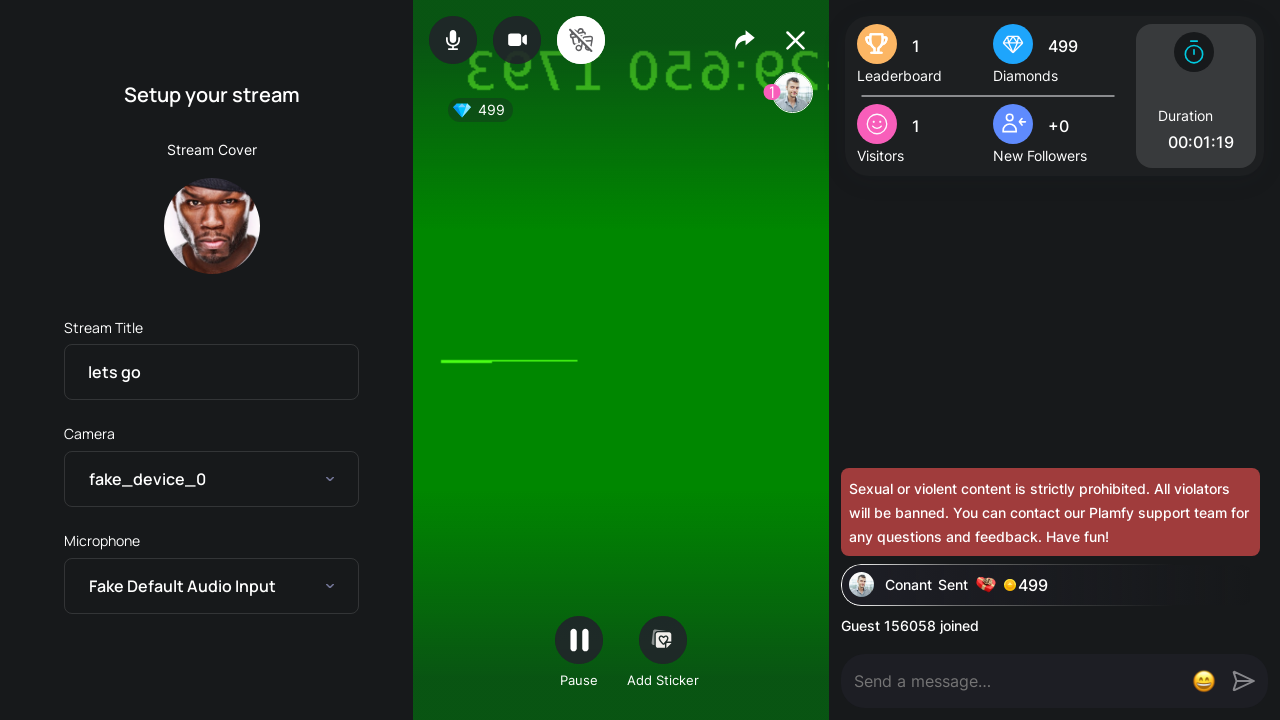 Setup your stream
Stream Cover
Stream Title
lets go
Camera
fake_device_0
Microphone
Fake Default Audio Input
499
1
Pause
Add Sticker
1
Leaderboard
499
Diamonds
1
Visitors
+0
New Followers
Duration
00:01:19
Sexual or violent content is strictly prohibited. All violators
will be banned. You can contact our Plamfy support team for
any questions and feedback. Have fun!
Conant Sent 499
Guest 156058 joined
Send a message...